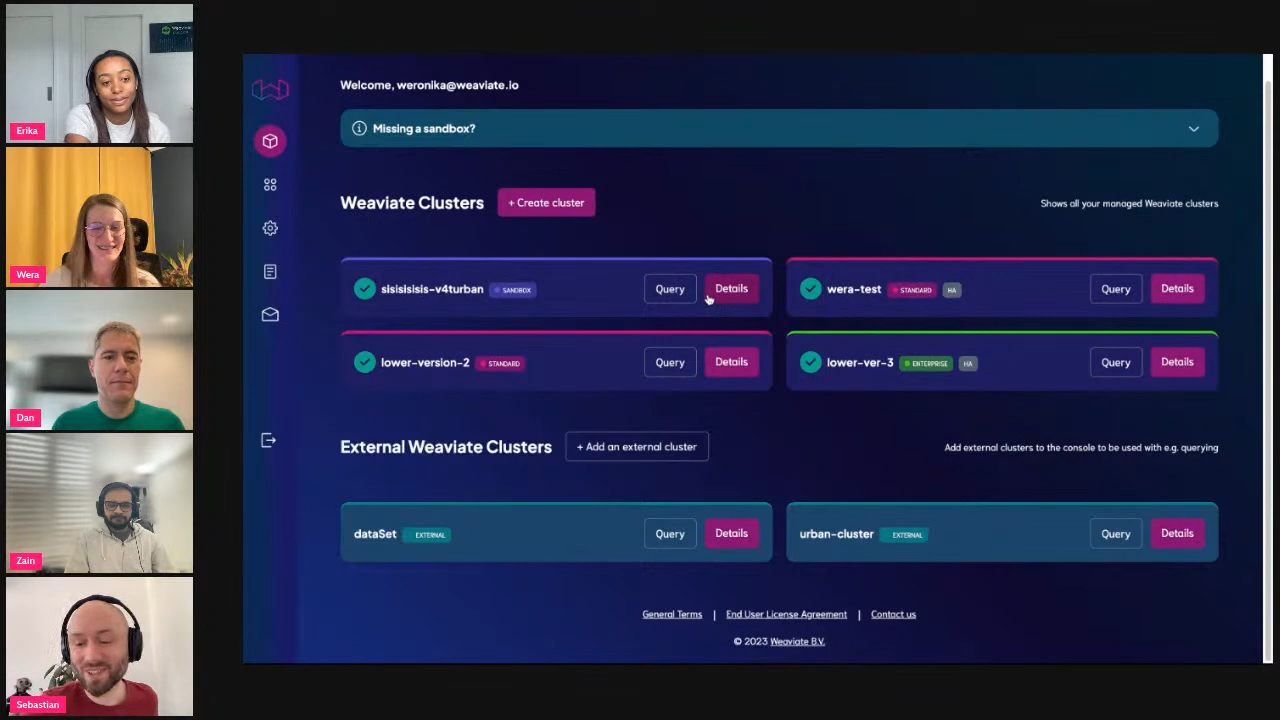 Erika
Wera
Dan
Zain
Sebastian
Welcome, weronika@weaviate.io
Missing a sandbox?
Weaviate Clusters
+ Create cluster
Shows all your managed Weaviate clusters
sisisisisis-v4turban SANDBOX Query Details
wera-test STANDARD HA Query Details
lower-version-2 STANDARD Query Details
lower-ver-3 ENTERPRISE HA Query Details
External Weaviate Clusters
+ Add an external cluster
Add external clusters to the console to be used with e.g. querying
dataSet EXTERNAL Query Details
urban-cluster EXTERNAL Query Details
General Terms | End User License Agreement | Contact us
© 2023 Weaviate B.V.